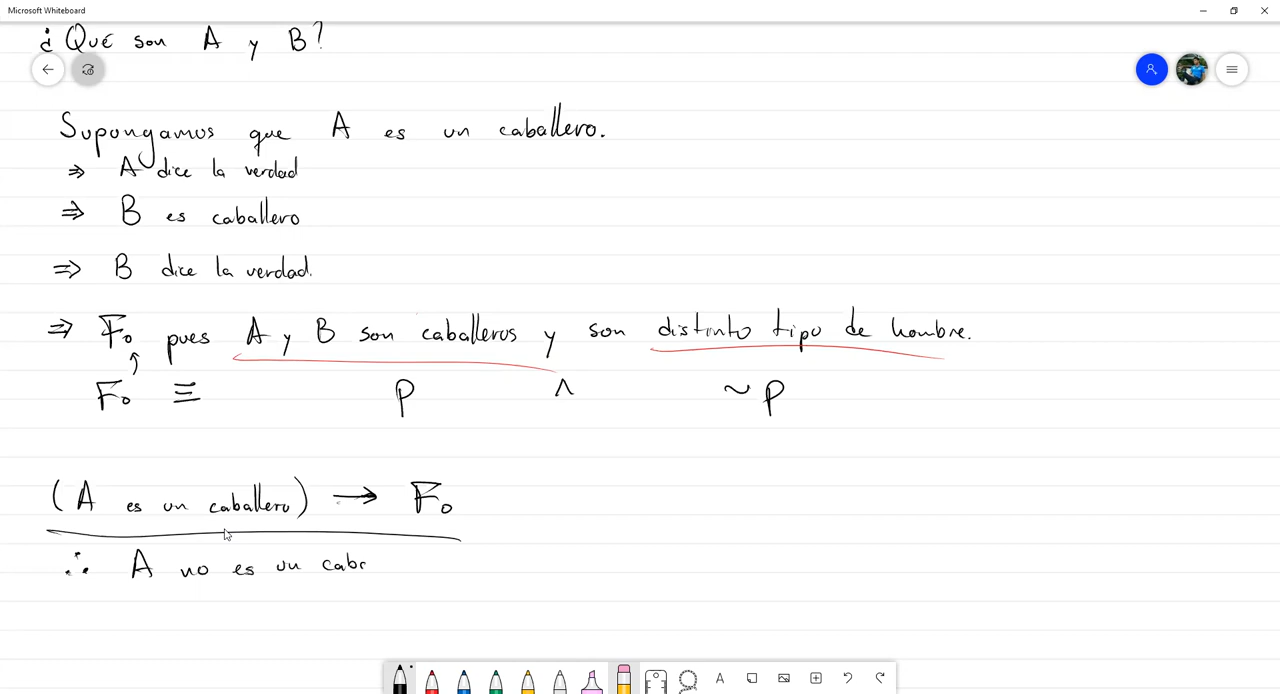 Microsoft Whiteboard
¿Qué son A y B?
Supongamos que A es un caballero.
⇒ A dice la verdad
⇒ B es caballero
⇒ B dice la verdad.
⇒ F₀ pues A y B son caballeros y son distinto tipo de hombre.
F₀ ≡ p ∧ ~p
(A es un caballero) → F₀
∴ A no es un cabr